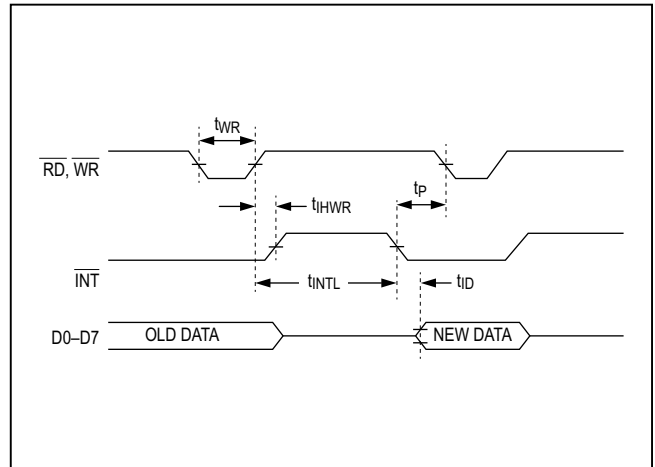 tWR
RD, WR
tIHWR
tP
INT
tINTL
tID
D0–D7
OLD DATA
NEW DATA